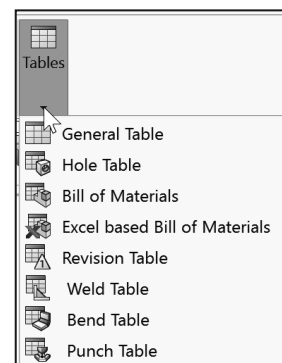 Tables
General Table
Hole Table
Bill of Materials
Excel based Bill of Materials
Revision Table
Weld Table
Bend Table
Punch Table